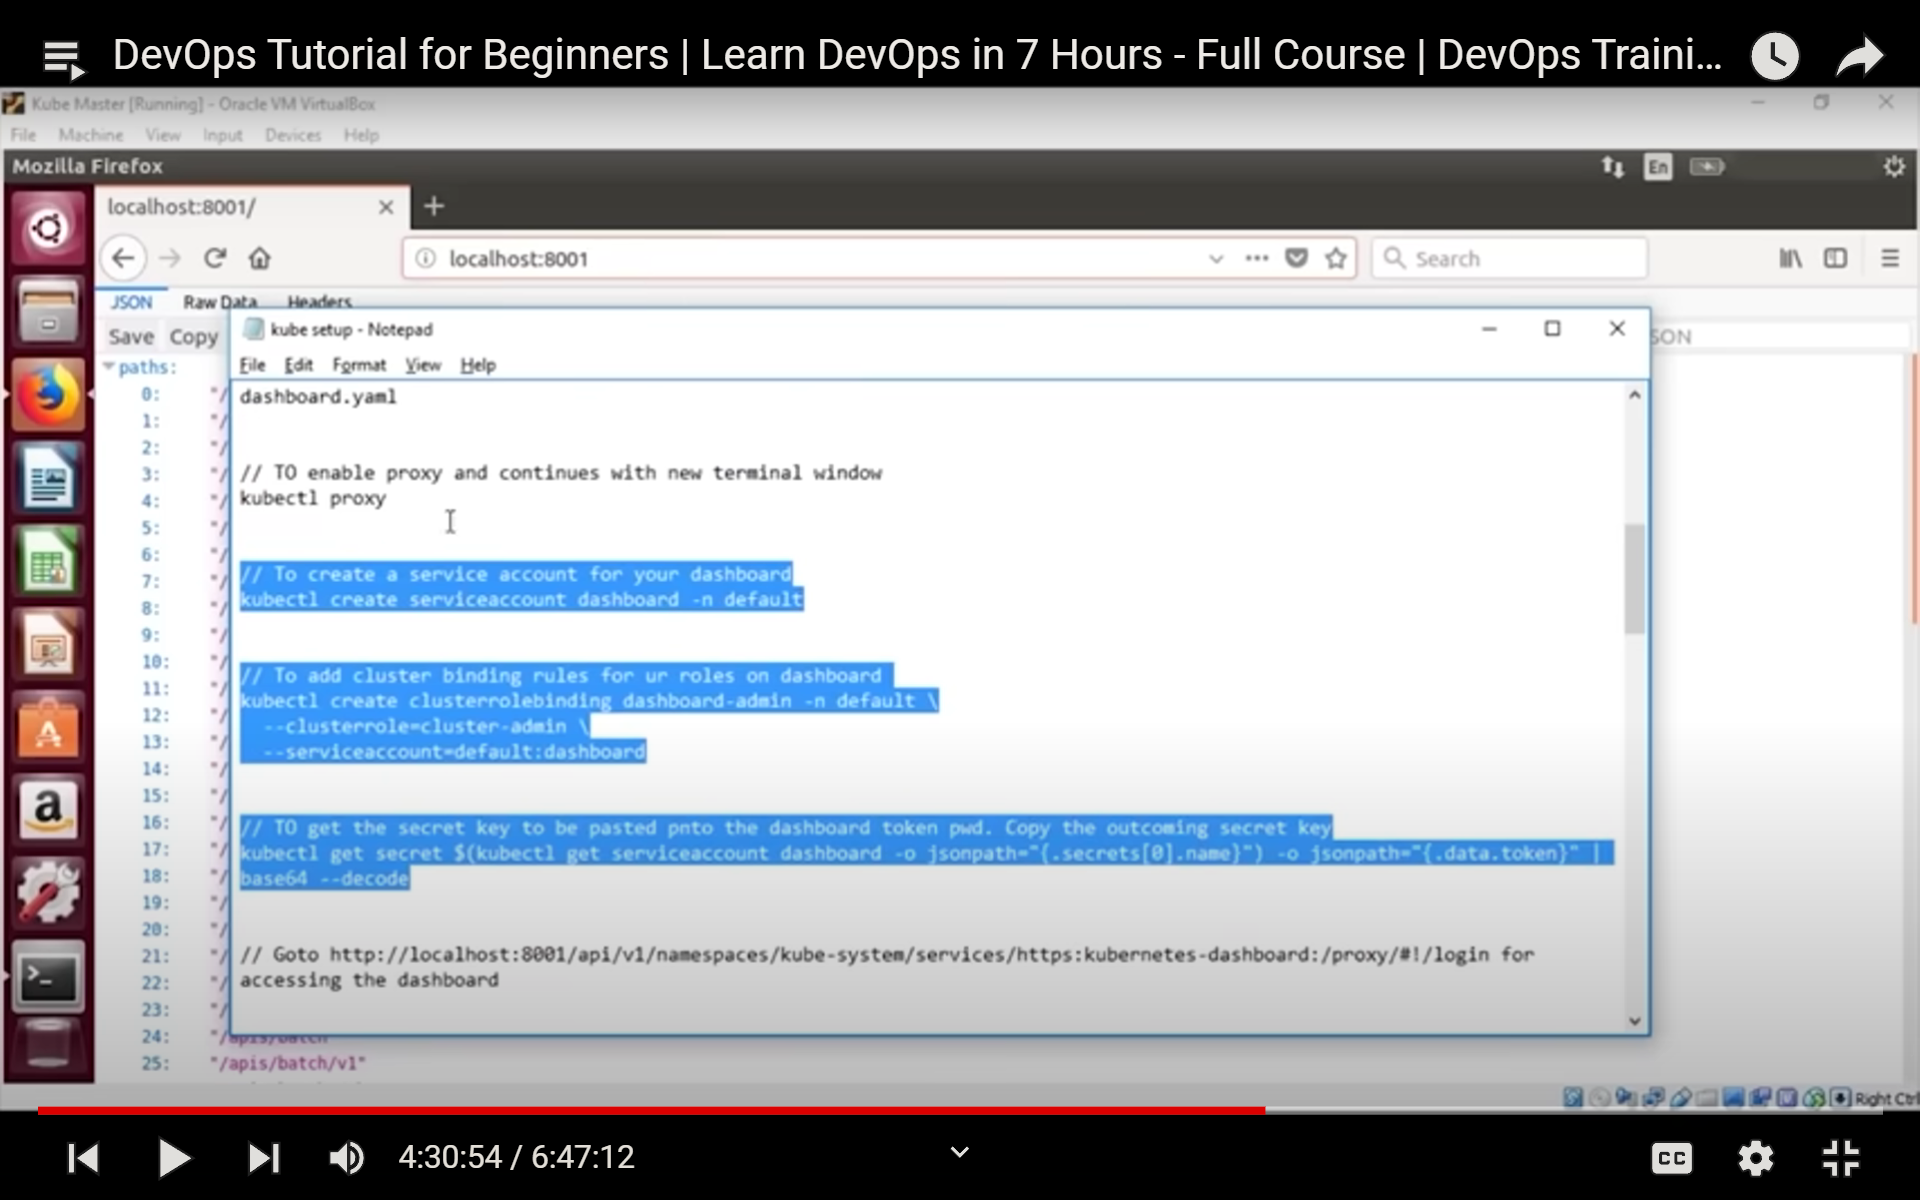 DevOps Tutorial for Beginners | Learn DevOps in 7 Hours - Full Course | DevOps Traini...
Kube Master [Running] - Oracle VM VirtualBox
File Machine View Input Devices Help
Mozilla Firefox
En
localhost:8001/
localhost:8001
Search
JSON Raw Data Headers
Save Copy
SON
kube setup - Notepad
File Edit Format View Help
paths:
0: "/
1: "/
2: "/
3: "/
4: "/
5: "/
6: "/
7: "/
8: "/
9: "/
10: "/
11: "/
12: "/
13: "/
14: "/
15: "/
16: "/
17: "/
18: "/
19: "/
20: "/
21: "/
22: "/
23: "/
24: "/apis/batch"
25: "/apis/batch/v1"
dashboard.yaml
// TO enable proxy and continues with new terminal window
kubectl proxy
// To create a service account for your dashboard
kubectl create serviceaccount dashboard -n default
// To add cluster binding rules for ur roles on dashboard
kubectl create clusterrolebinding dashboard-admin -n default \
--clusterrole=cluster-admin \
--serviceaccount=default:dashboard
// TO get the secret key to be pasted pnto the dashboard token pwd. Copy the outcoming secret key
kubectl get secret $(kubectl get serviceaccount dashboard -o jsonpath="{.secrets[0].name}") -o jsonpath="{.data.token}" |
base64 --decode
// Goto http://localhost:8001/api/v1/namespaces/kube-system/services/https:kubernetes-dashboard:/proxy/#!/login for
accessing the dashboard
Right Ctrl
4:30:54 / 6:47:12
CC